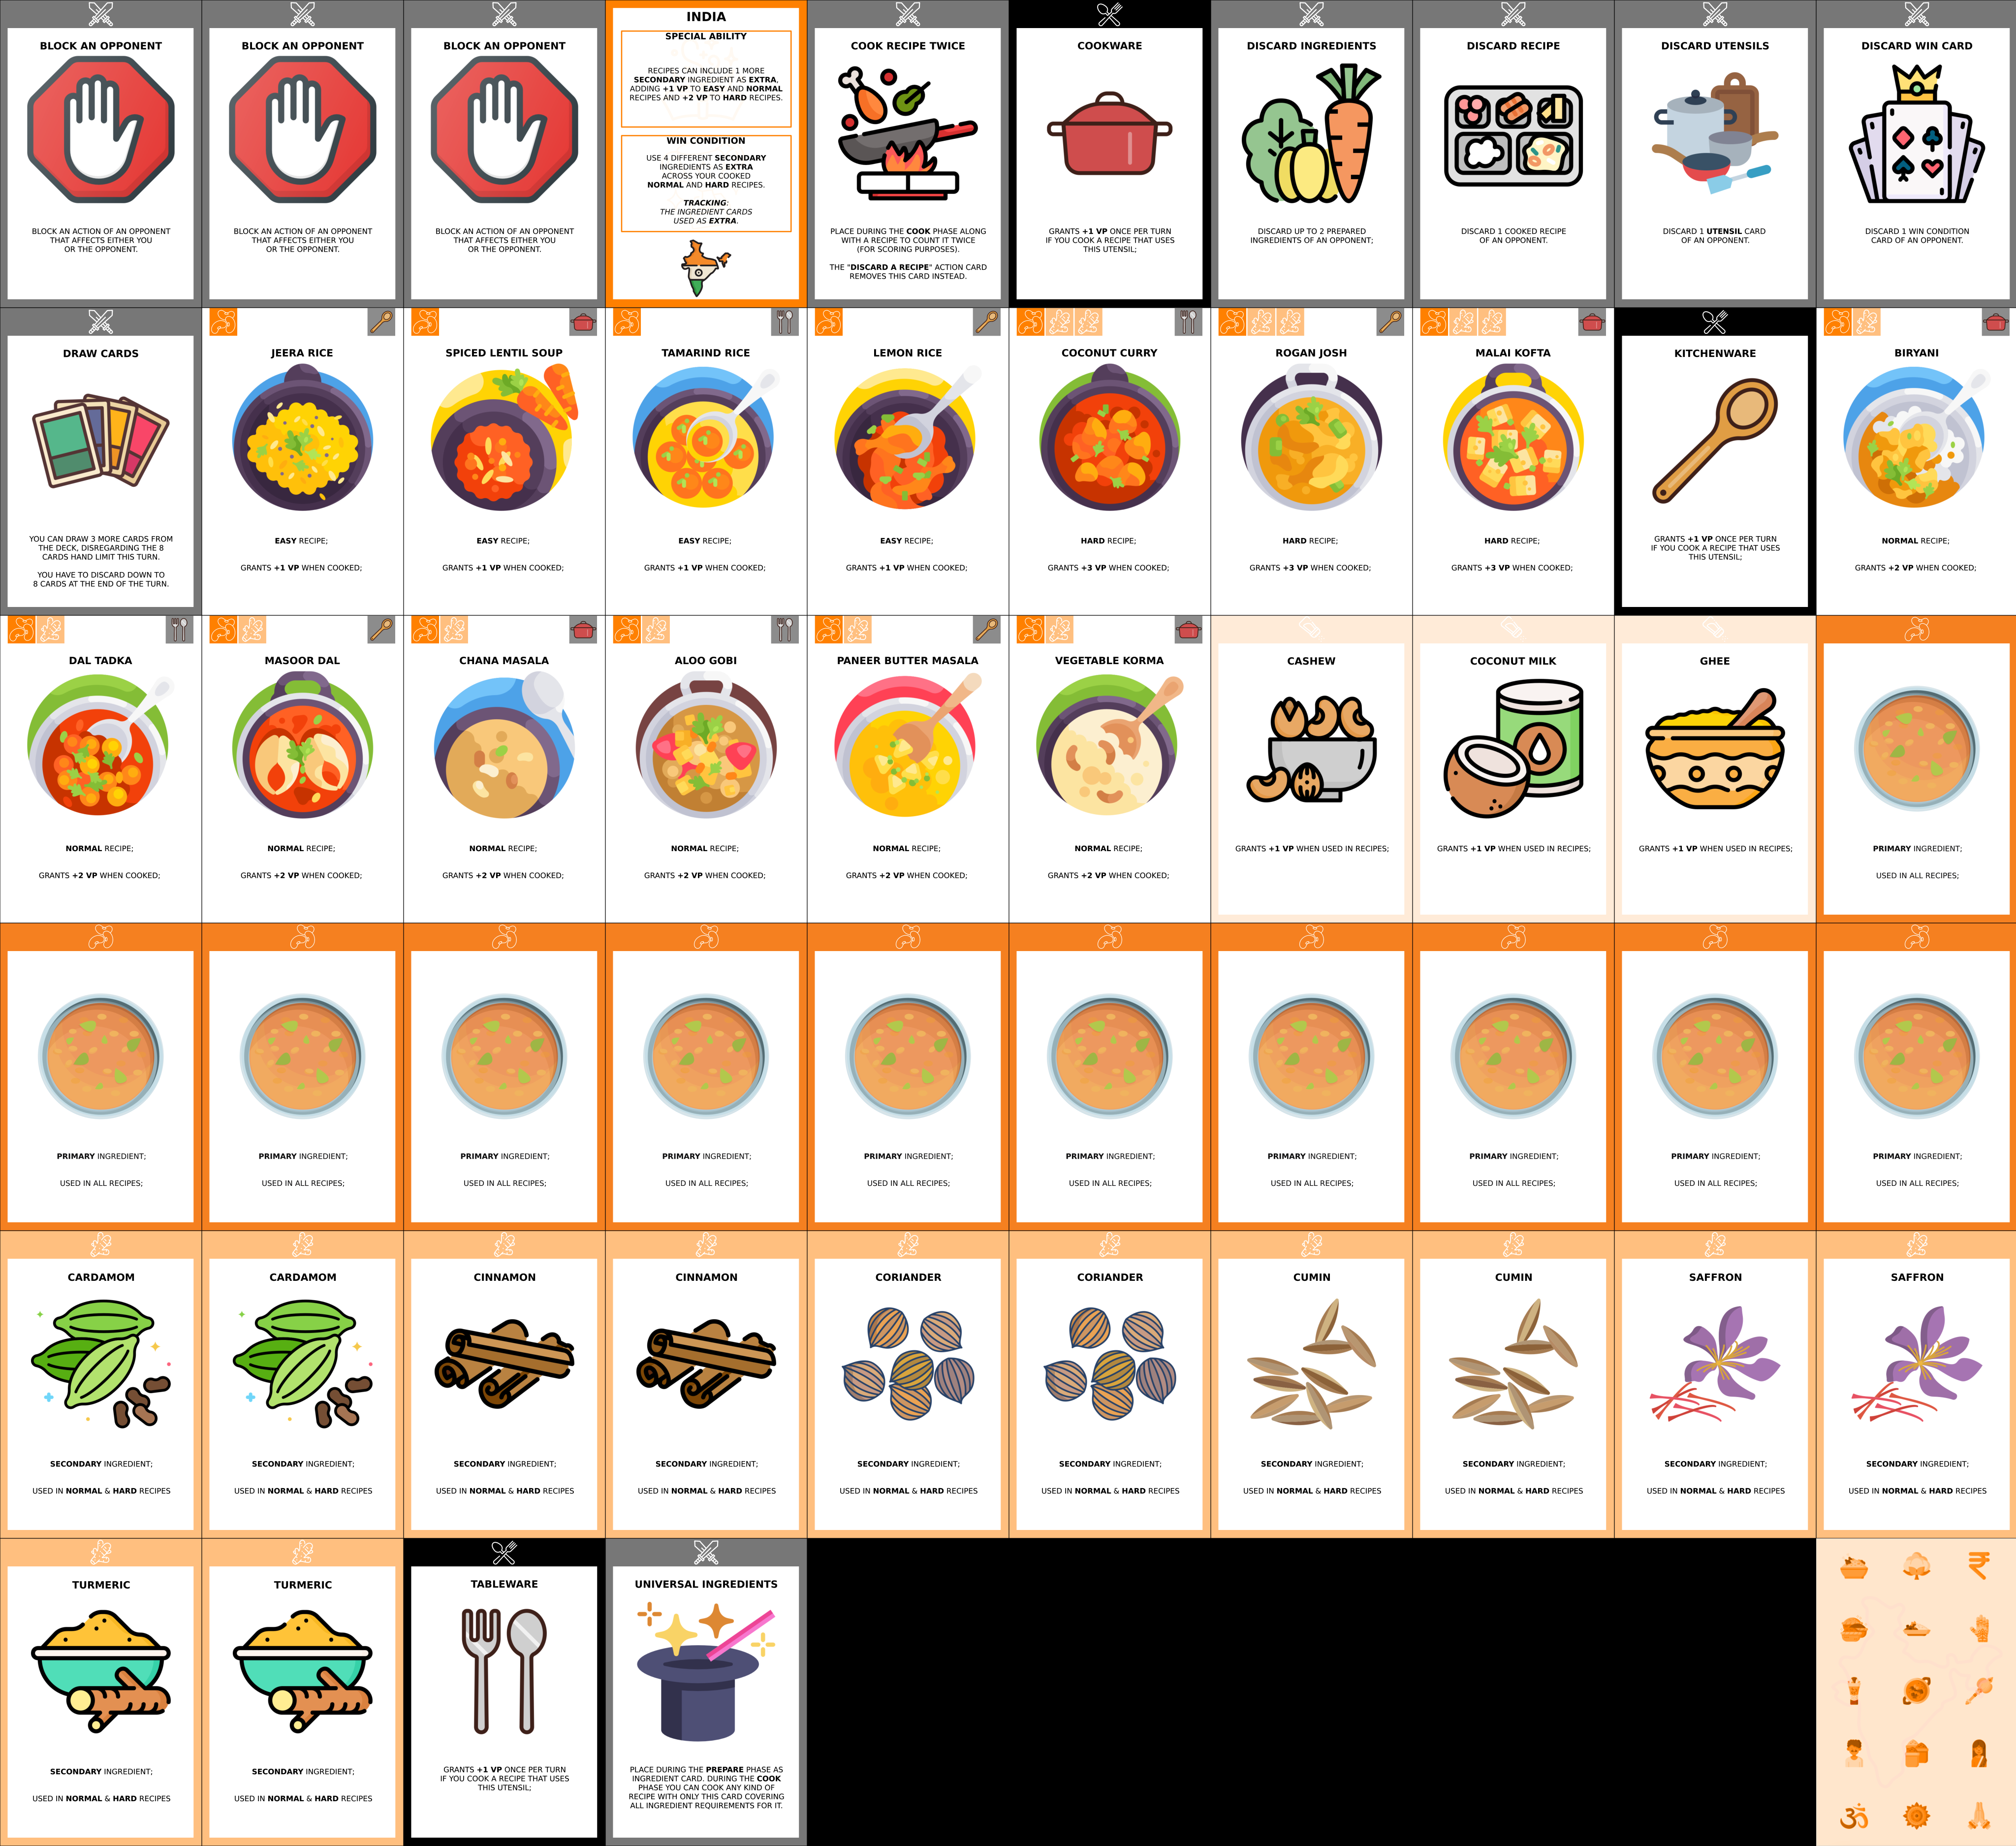 BLOCK AN OPPONENT
BLOCK AN ACTION OF AN OPPONENT
THAT AFFECTS EITHER YOU
OR THE OPPONENT.
BLOCK AN OPPONENT
BLOCK AN ACTION OF AN OPPONENT
THAT AFFECTS EITHER YOU
OR THE OPPONENT.
BLOCK AN OPPONENT
BLOCK AN ACTION OF AN OPPONENT
THAT AFFECTS EITHER YOU
OR THE OPPONENT.
INDIA
SPECIAL ABILITY
RECIPES CAN INCLUDE 1 MORE
SECONDARY INGREDIENT AS EXTRA,
ADDING +1 VP TO EASY AND NORMAL
RECIPES AND +2 VP TO HARD RECIPES.
WIN CONDITION
USE 4 DIFFERENT SECONDARY
INGREDIENTS AS EXTRA
ACROSS YOUR COOKED
NORMAL AND HARD RECIPES.
TRACKING:
THE INGREDIENT CARDS
USED AS EXTRA.
COOK RECIPE TWICE
PLACE DURING THE COOK PHASE ALONG
WITH A RECIPE TO COUNT IT TWICE
(FOR SCORING PURPOSES).
THE "DISCARD A RECIPE" ACTION CARD
REMOVES THIS CARD INSTEAD.
COOKWARE
GRANTS +1 VP ONCE PER TURN
IF YOU COOK A RECIPE THAT USES
THIS UTENSIL;
DISCARD INGREDIENTS
DISCARD UP TO 2 PREPARED
INGREDIENTS OF AN OPPONENT;
DISCARD RECIPE
DISCARD 1 COOKED RECIPE
OF AN OPPONENT.
DISCARD UTENSILS
DISCARD 1 UTENSIL CARD
OF AN OPPONENT.
DISCARD WIN CARD
DISCARD 1 WIN CONDITION
CARD OF AN OPPONENT.
DRAW CARDS
YOU CAN DRAW 3 MORE CARDS FROM
THE DECK, DISREGARDING THE 8
CARDS HAND LIMIT THIS TURN.
YOU HAVE TO DISCARD DOWN TO
8 CARDS AT THE END OF THE TURN.
JEERA RICE
EASY RECIPE;
GRANTS +1 VP WHEN COOKED;
SPICED LENTIL SOUP
EASY RECIPE;
GRANTS +1 VP WHEN COOKED;
TAMARIND RICE
EASY RECIPE;
GRANTS +1 VP WHEN COOKED;
LEMON RICE
EASY RECIPE;
GRANTS +1 VP WHEN COOKED;
COCONUT CURRY
HARD RECIPE;
GRANTS +3 VP WHEN COOKED;
ROGAN JOSH
HARD RECIPE;
GRANTS +3 VP WHEN COOKED;
MALAI KOFTA
HARD RECIPE;
GRANTS +3 VP WHEN COOKED;
KITCHENWARE
GRANTS +1 VP ONCE PER TURN
IF YOU COOK A RECIPE THAT USES
THIS UTENSIL;
BIRYANI
NORMAL RECIPE;
GRANTS +2 VP WHEN COOKED;
DAL TADKA
NORMAL RECIPE;
GRANTS +2 VP WHEN COOKED;
MASOOR DAL
NORMAL RECIPE;
GRANTS +2 VP WHEN COOKED;
CHANA MASALA
NORMAL RECIPE;
GRANTS +2 VP WHEN COOKED;
ALOO GOBI
NORMAL RECIPE;
GRANTS +2 VP WHEN COOKED;
PANEER BUTTER MASALA
NORMAL RECIPE;
GRANTS +2 VP WHEN COOKED;
VEGETABLE KORMA
NORMAL RECIPE;
GRANTS +2 VP WHEN COOKED;
CASHEW
GRANTS +1 VP WHEN USED IN RECIPES;
COCONUT MILK
GRANTS +1 VP WHEN USED IN RECIPES;
GHEE
GRANTS +1 VP WHEN USED IN RECIPES;
PRIMARY INGREDIENT;
USED IN ALL RECIPES;
PRIMARY INGREDIENT;
USED IN ALL RECIPES;
PRIMARY INGREDIENT;
USED IN ALL RECIPES;
PRIMARY INGREDIENT;
USED IN ALL RECIPES;
PRIMARY INGREDIENT;
USED IN ALL RECIPES;
PRIMARY INGREDIENT;
USED IN ALL RECIPES;
PRIMARY INGREDIENT;
USED IN ALL RECIPES;
PRIMARY INGREDIENT;
USED IN ALL RECIPES;
PRIMARY INGREDIENT;
USED IN ALL RECIPES;
PRIMARY INGREDIENT;
USED IN ALL RECIPES;
PRIMARY INGREDIENT;
USED IN ALL RECIPES;
CARDAMOM
SECONDARY INGREDIENT;
USED IN NORMAL & HARD RECIPES
CARDAMOM
SECONDARY INGREDIENT;
USED IN NORMAL & HARD RECIPES
CINNAMON
SECONDARY INGREDIENT;
USED IN NORMAL & HARD RECIPES
CINNAMON
SECONDARY INGREDIENT;
USED IN NORMAL & HARD RECIPES
CORIANDER
SECONDARY INGREDIENT;
USED IN NORMAL & HARD RECIPES
CORIANDER
SECONDARY INGREDIENT;
USED IN NORMAL & HARD RECIPES
CUMIN
SECONDARY INGREDIENT;
USED IN NORMAL & HARD RECIPES
CUMIN
SECONDARY INGREDIENT;
USED IN NORMAL & HARD RECIPES
SAFFRON
SECONDARY INGREDIENT;
USED IN NORMAL & HARD RECIPES
SAFFRON
SECONDARY INGREDIENT;
USED IN NORMAL & HARD RECIPES
TURMERIC
SECONDARY INGREDIENT;
USED IN NORMAL & HARD RECIPES
TURMERIC
SECONDARY INGREDIENT;
USED IN NORMAL & HARD RECIPES
TABLEWARE
GRANTS +1 VP ONCE PER TURN
IF YOU COOK A RECIPE THAT USES
THIS UTENSIL;
UNIVERSAL INGREDIENTS
PLACE DURING THE PREPARE PHASE AS
INGREDIENT CARD. DURING THE COOK
PHASE YOU CAN COOK ANY KIND OF
RECIPE WITH ONLY THIS CARD COVERING
ALL INGREDIENT REQUIREMENTS FOR IT.
₹
ॐ